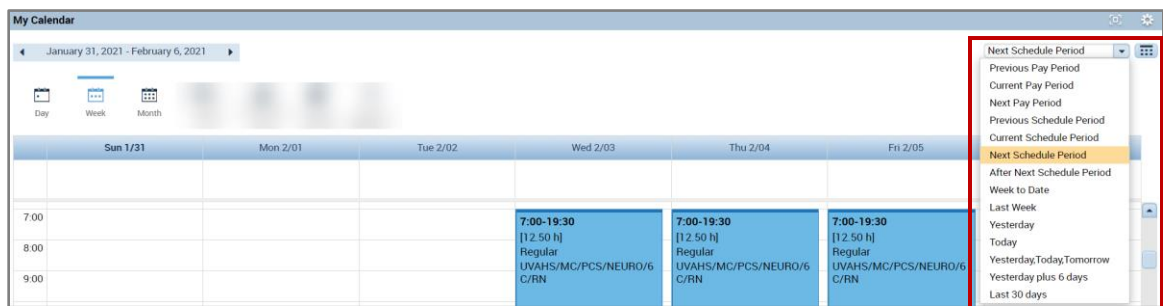 My Calendar
January 31, 2021 - February 6, 2021
Next Schedule Period
Day
Week
Month
Previous Pay Period
Current Pay Period
Next Pay Period
Previous Schedule Period
Current Schedule Period
Next Schedule Period
After Next Schedule Period
Week to Date
Last Week
Yesterday
Today
Yesterday,Today,Tomorrow
Yesterday plus 6 days
Last 30 days
Sun 1/31
Mon 2/01
Tue 2/02
Wed 2/03
Thu 2/04
Fri 2/05
7:00
8:00
9:00
7:00-19:30
[12.50 h]
Regular
UVAHS/MC/PCS/NEURO/6
C/RN
7:00-19:30
[12.50 h]
Regular
UVAHS/MC/PCS/NEURO/6
C/RN
7:00-19:30
[12.50 h]
Regular
UVAHS/MC/PCS/NEURO/6
C/RN